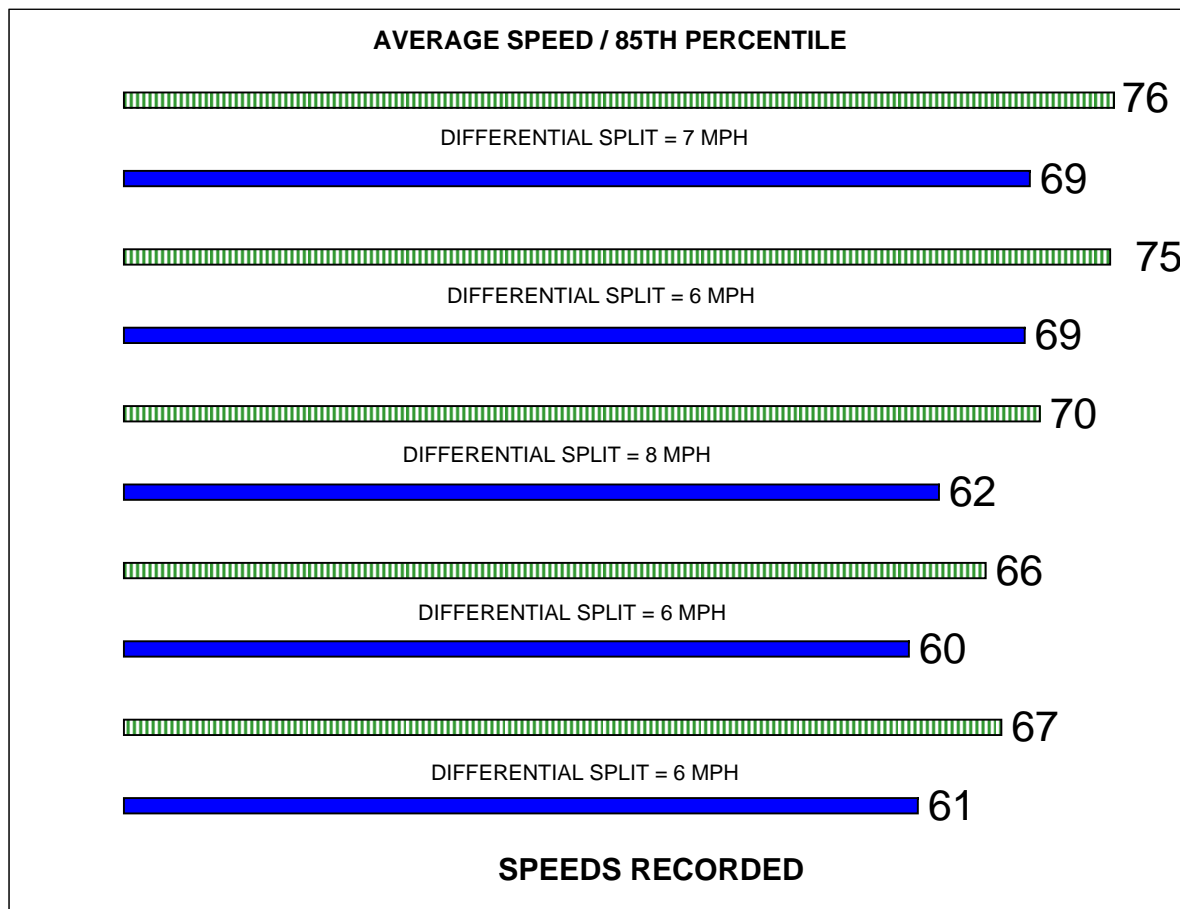 AVERAGE SPEED / 85TH PERCENTILE
76
DIFFERENTIAL SPLIT = 7 MPH
69
75
DIFFERENTIAL SPLIT = 6 MPH
69
70
DIFFERENTIAL SPLIT = 8 MPH
62
66
DIFFERENTIAL SPLIT = 6 MPH
60
67
DIFFERENTIAL SPLIT = 6 MPH
61
SPEEDS RECORDED